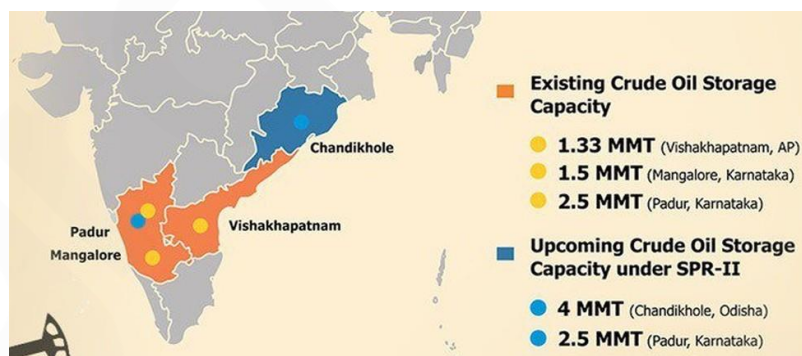 Chandikhole
Padur
Vishakhapatnam
Mangalore
Existing Crude Oil Storage
Capacity
1.33 MMT (Vishakhapatnam, AP)
1.5 MMT (Mangalore, Karnataka)
2.5 MMT (Padur, Karnataka)
Upcoming Crude Oil Storage
Capacity under SPR-II
4 MMT (Chandikhole, Odisha)
2.5 MMT (Padur, Karnataka)